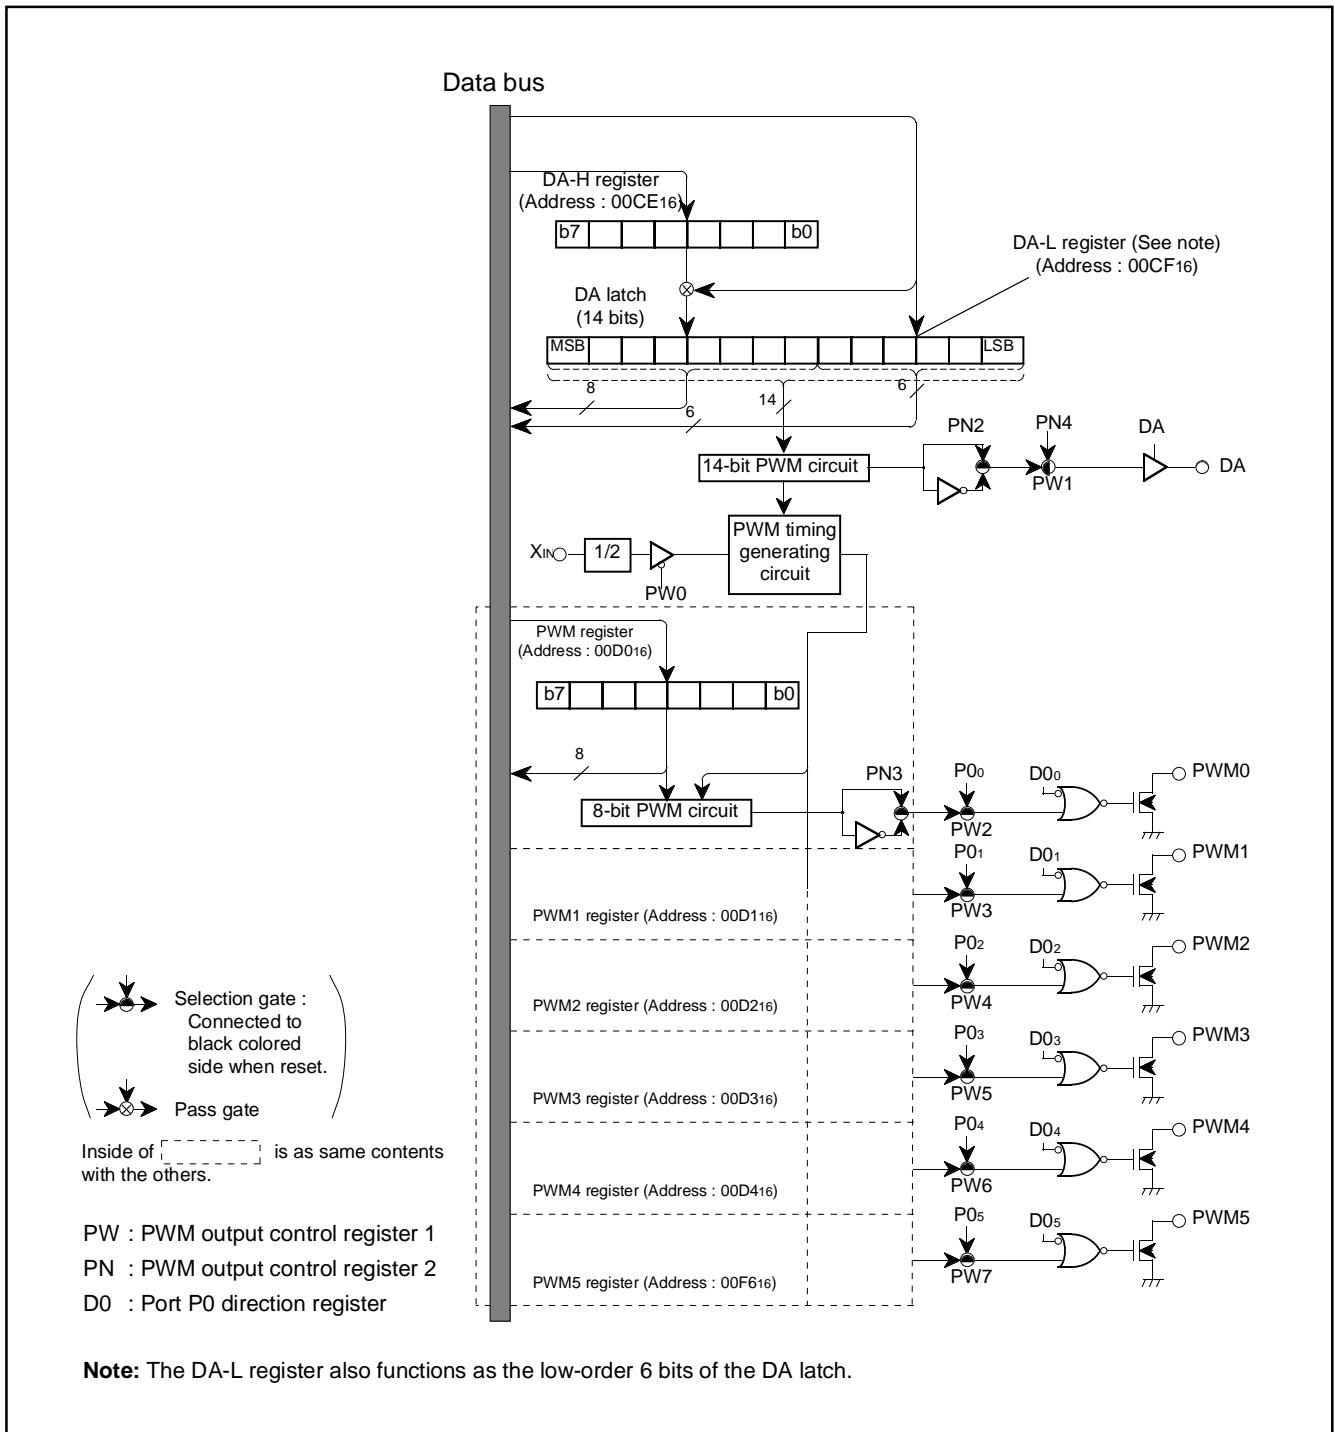 Data bus
DA-H register
(Address : 00CE16)
b7 b0
DA-L register (See note)
(Address : 00CF16)
DA latch
(14 bits)
MSB LSB
8
14
6
6
PN2 PN4 DA
14-bit PWM circuit
PW1
DA
XIN 1/2
PW0
PWM timing
generating
circuit
PWM register
(Address : 00D016)
b7 b0
8
8-bit PWM circuit
PN3
P00 D00 PWM0
PW2
P01 D01 PWM1
PW3
PWM1 register (Address : 00D116)
P02 D02 PWM2
PW4
PWM2 register (Address : 00D216)
P03 D03 PWM3
PW5
PWM3 register (Address : 00D316)
P04 D04 PWM4
PW6
PWM4 register (Address : 00D416)
P05 D05 PWM5
PW7
PWM5 register (Address : 00F616)
Selection gate :
Connected to
black colored
side when reset.
Pass gate
Inside of is as same contents
with the others.
PW : PWM output control register 1
PN : PWM output control register 2
D0 : Port P0 direction register
Note: The DA-L register also functions as the low-order 6 bits of the DA latch.